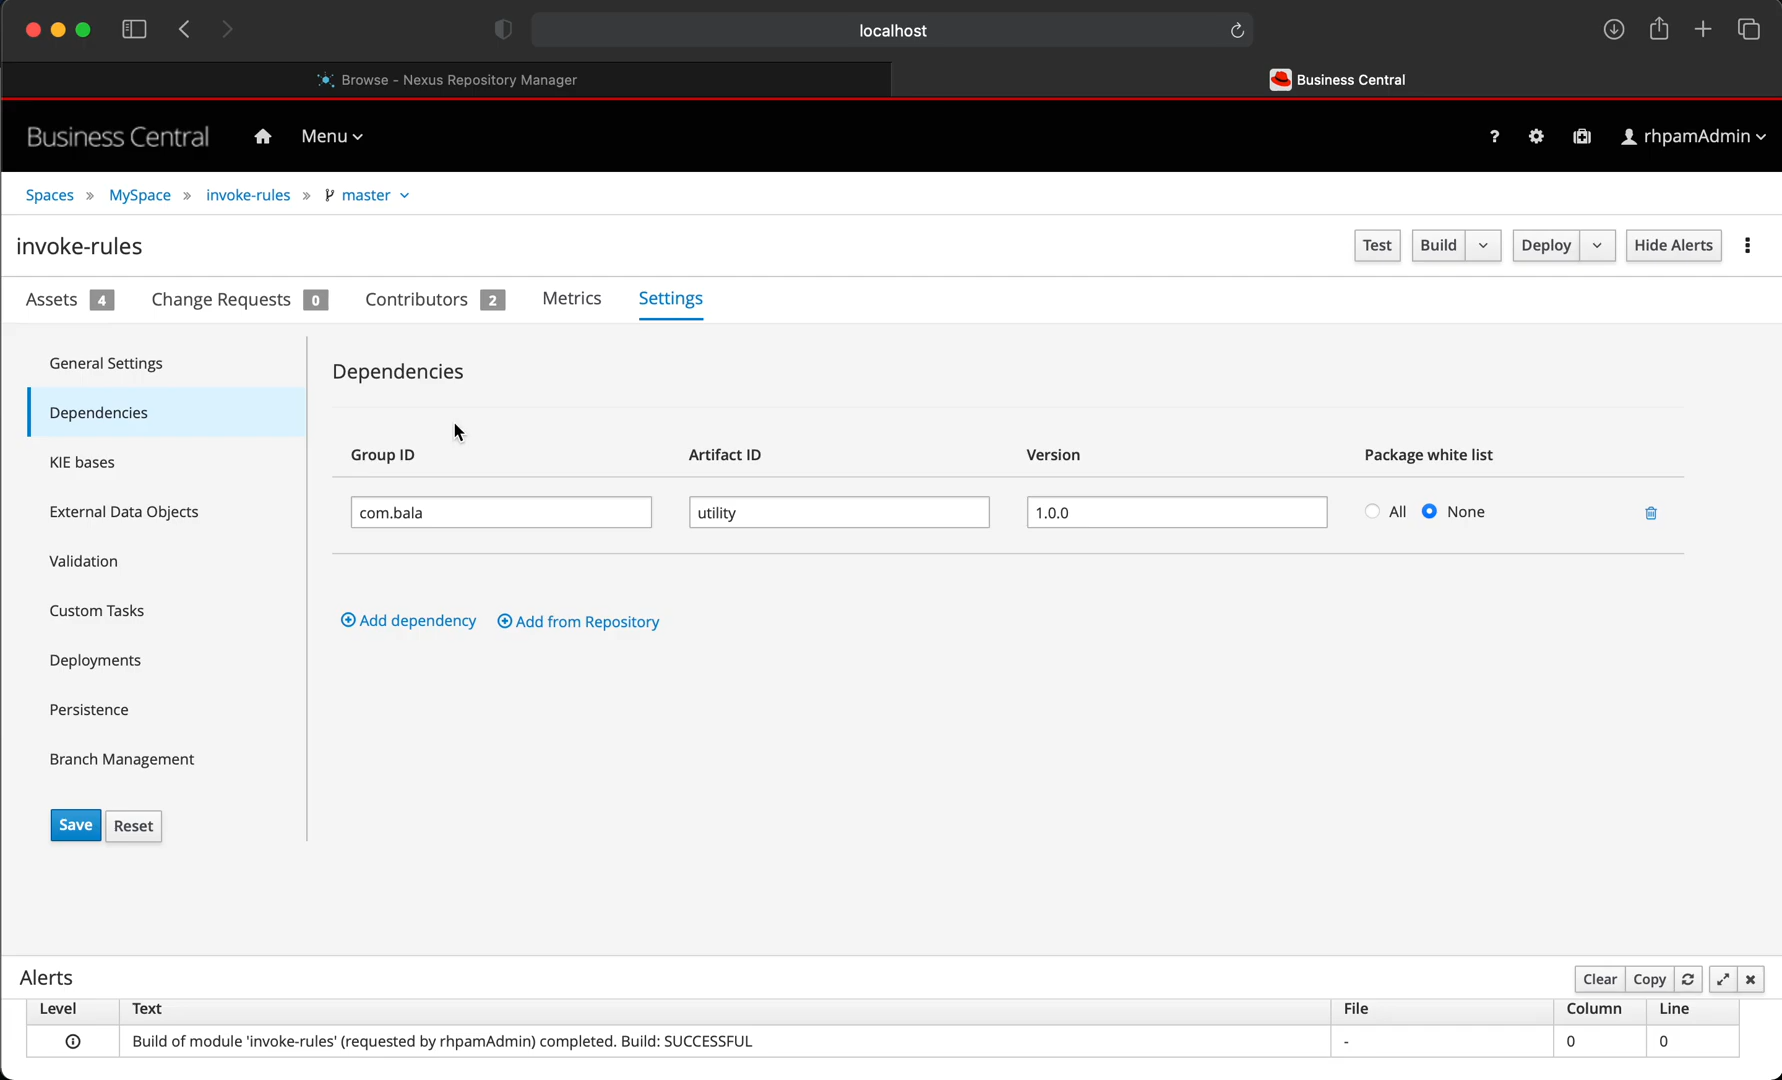 localhost
Browse - Nexus Repository Manager
Business Central
Business Central
Menu
?
rhpamAdmin
Spaces » MySpace » invoke-rules » master
invoke-rules
Test
Build
Deploy
Hide Alerts
Assets 4
Change Requests 0
Contributors 2
Metrics
Settings
General Settings
Dependencies
KIE bases
External Data Objects
Validation
Custom Tasks
Deployments
Persistence
Branch Management
Save
Reset
Dependencies
Group ID Artifact ID Version Package white list
com.bala utility 1.0.0 All None
Add dependency
Add from Repository
Alerts
Clear
Copy
Level Text File Column Line
Build of module 'invoke-rules' (requested by rhpamAdmin) completed. Build: SUCCESSFUL - 0 0